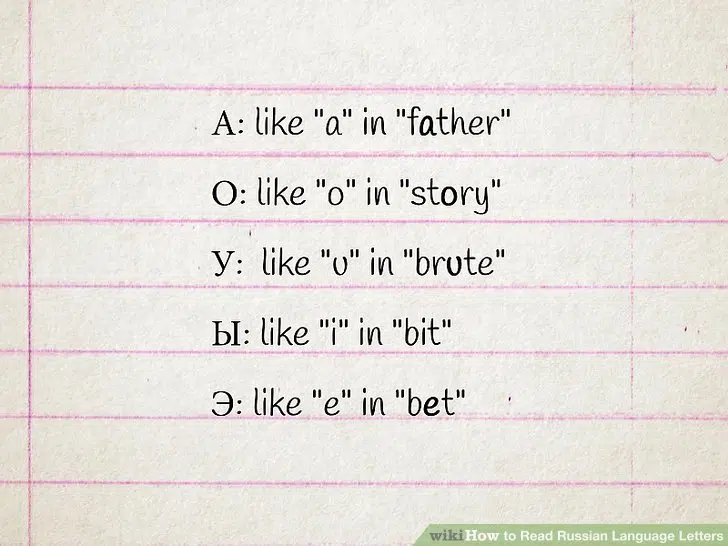 А: like "a" in "father"
О: like "o" in "story"
У: like "u" in "brute"
Ы: like "i" in "bit"
Э: like "e" in "bet"
wikiHow to Read Russian Language Letters